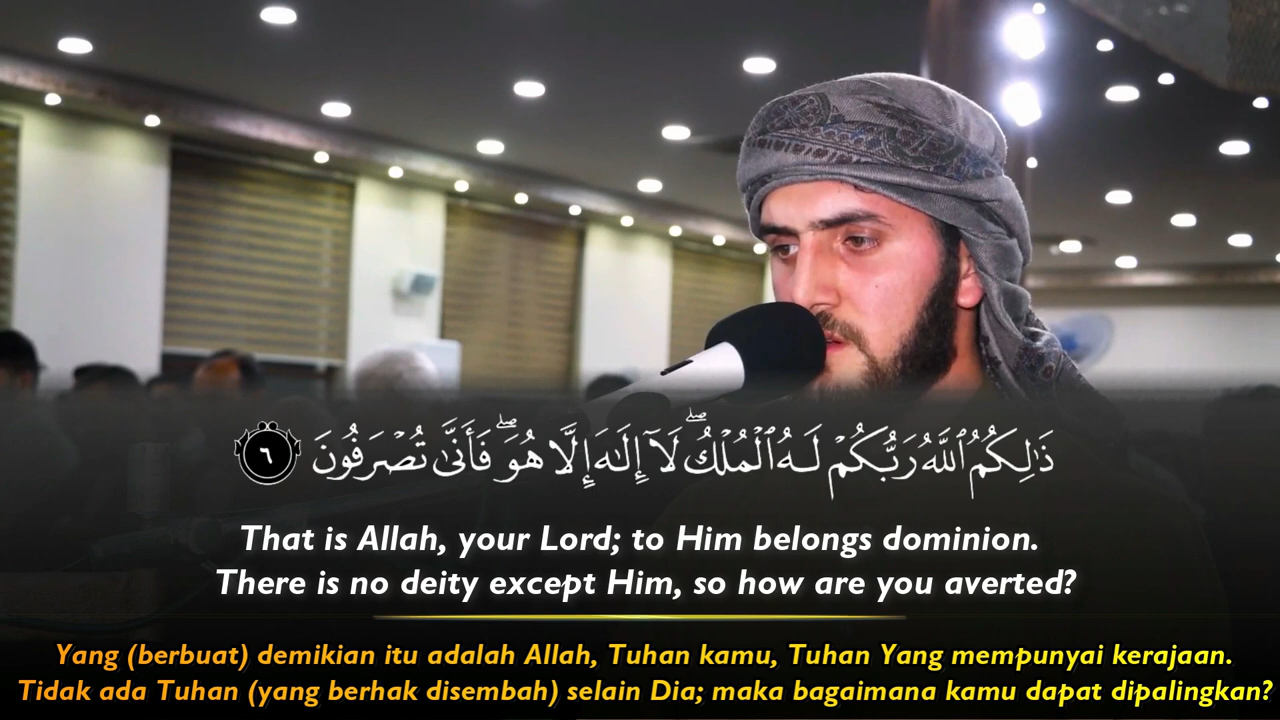 ذَٰلِكُمُ ٱللَّهُ رَبُّكُمْ لَهُ ٱلْمُلْكُ ۖ لَآ إِلَٰهَ إِلَّا هُوَ ۖ فَأَنَّىٰ تُصْرَفُونَ ٦
That is Allah, your Lord; to Him belongs dominion.
There is no deity except Him, so how are you averted?
Yang (berbuat) demikian itu adalah Allah, Tuhan kamu, Tuhan Yang mempunyai kerajaan.
Tidak ada Tuhan (yang berhak disembah) selain Dia; maka bagaimana kamu dapat dipalingkan?